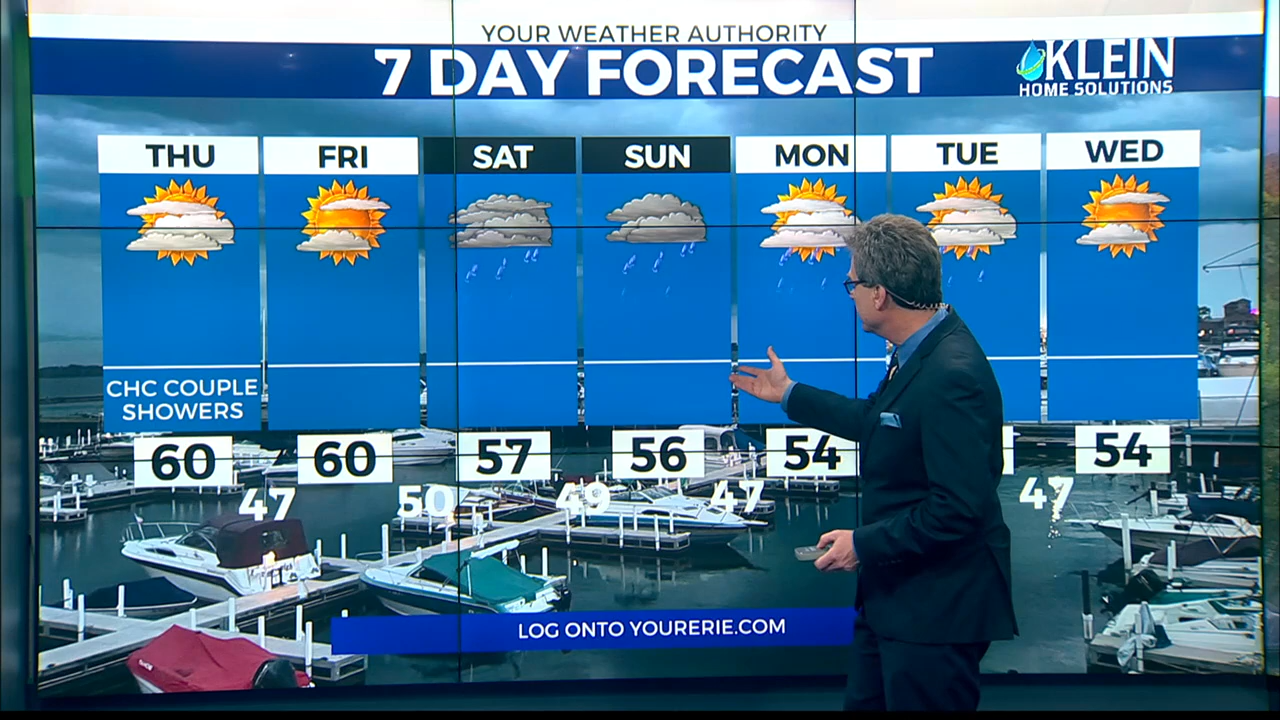 YOUR WEATHER AUTHORITY
7 DAY FORECAST
KLEIN
HOME SOLUTIONS
THU FRI SAT SUN MON TUE WED
CHC COUPLE
SHOWERS
60 60 57 56 54 54
47 50 49 47 47
LOG ONTO YOURERIE.COM